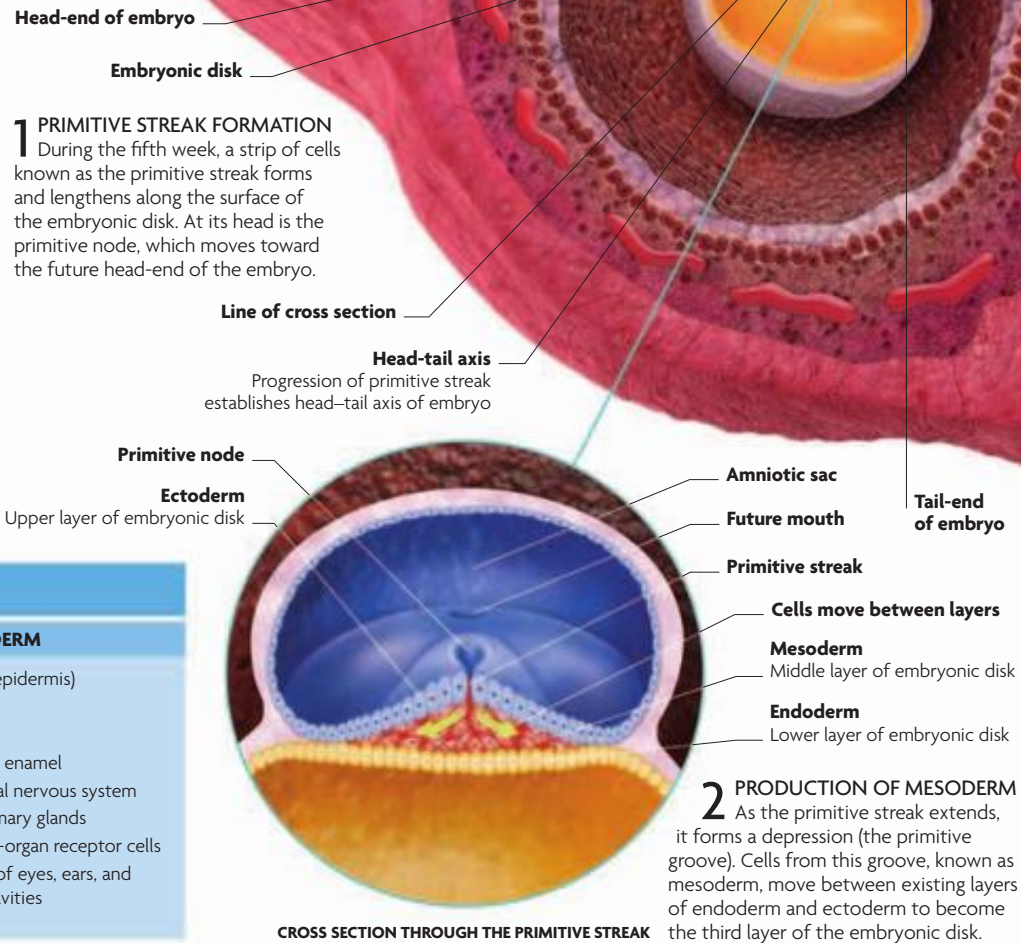 Head-end of embryo
Embryonic disk
1 PRIMITIVE STREAK FORMATION
During the fifth week, a strip of cells
known as the primitive streak forms
and lengthens along the surface of
the embryonic disk. At its head is the
primitive node, which moves toward
the future head-end of the embryo.
Line of cross section
Head-tail axis
Progression of primitive streak
establishes head–tail axis of embryo
Primitive node
Ectoderm
Upper layer of embryonic disk
Amniotic sac
Future mouth
Primitive streak
Cells move between layers
Mesoderm
Middle layer of embryonic disk
Endoderm
Lower layer of embryonic disk
Tail-end
of embryo
DERM
epidermis)
enamel
al nervous system
mary glands
-organ receptor cells
of eyes, ears, and
vities
CROSS SECTION THROUGH THE PRIMITIVE STREAK
2 PRODUCTION OF MESODERM
As the primitive streak extends,
it forms a depression (the primitive
groove). Cells from this groove, known as
mesoderm, move between existing layers
of endoderm and ectoderm to become
the third layer of the embryonic disk.